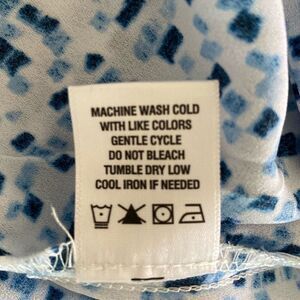 MACHINE WASH COLD
WITH LIKE COLORS
GENTLE CYCLE
DO NOT BLEACH
TUMBLE DRY LOW
COOL IRON IF NEEDED